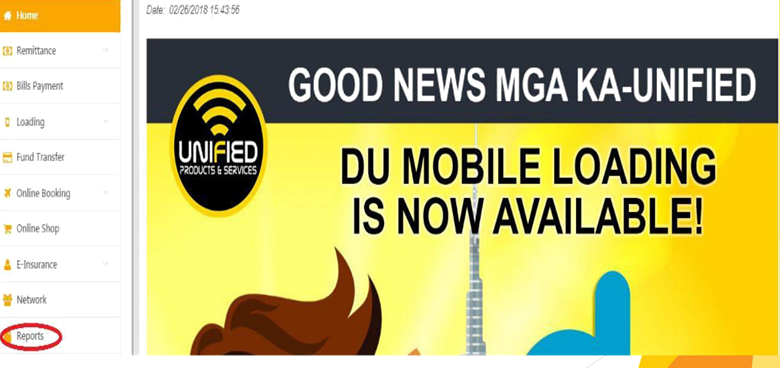 Date: 02/26/2018 15:43:56
Home
Remittance
Bills Payment
Loading
Fund Transfer
Online Booking
Online Shop
E-Insurance
Network
Reports
GOOD NEWS MGA KA-UNIFIED
UNIFIED
PRODUCTS & SERVICES
DU MOBILE LOADING
IS NOW AVAILABLE!